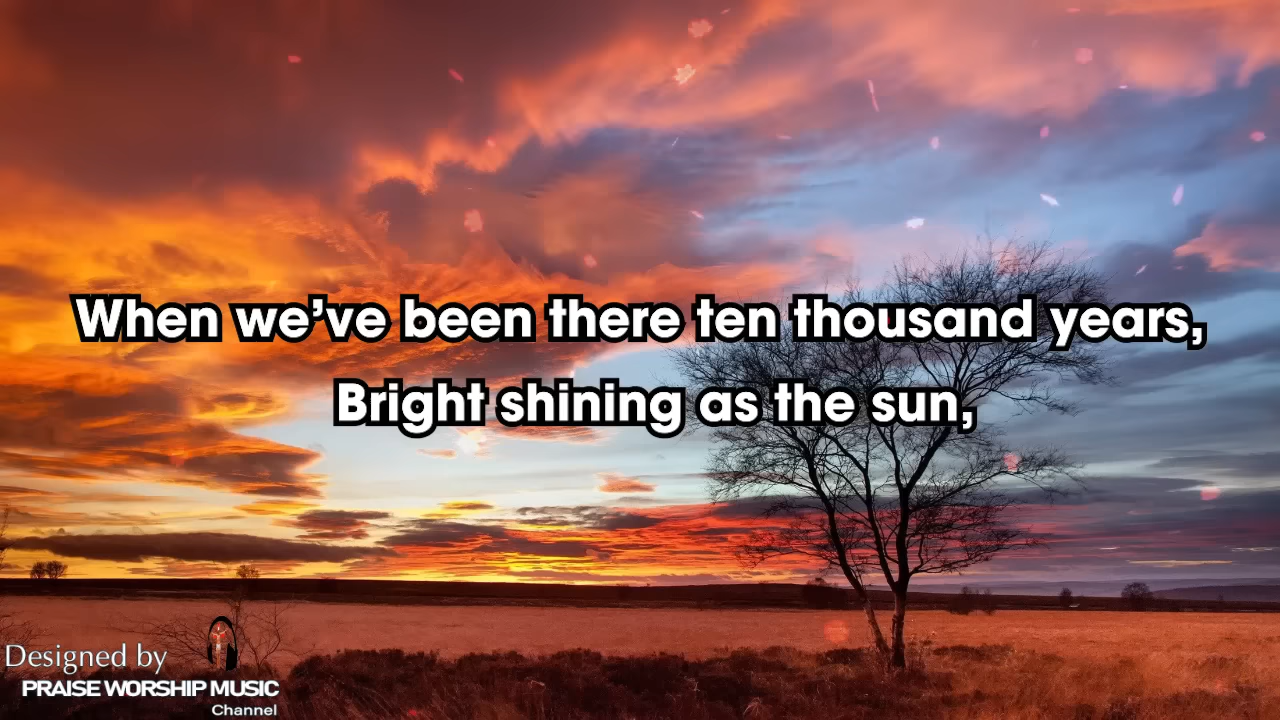 When we've been there ten thousand years,
Bright shining as the sun,
Designed by
PRAISE WORSHIP MUSIC
Channel